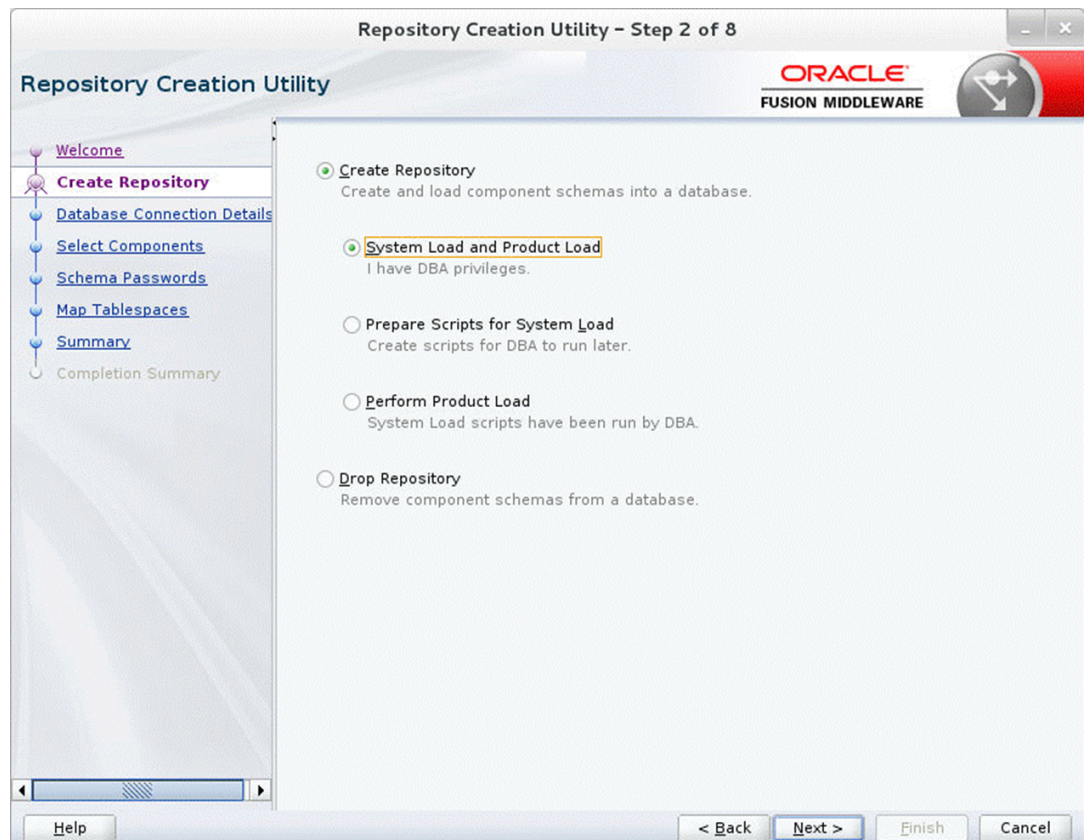 Repository Creation Utility – Step 2 of 8
Repository Creation Utility
ORACLE®
FUSION MIDDLEWARE
Welcome
Create Repository
Database Connection Details
Select Components
Schema Passwords
Map Tablespaces
Summary
Completion Summary
Create Repository
Create and load component schemas into a database.
System Load and Product Load
I have DBA privileges.
Prepare Scripts for System Load
Create scripts for DBA to run later.
Perform Product Load
System Load scripts have been run by DBA.
Drop Repository
Remove component schemas from a database.
Help
< Back
Next >
Finish
Cancel